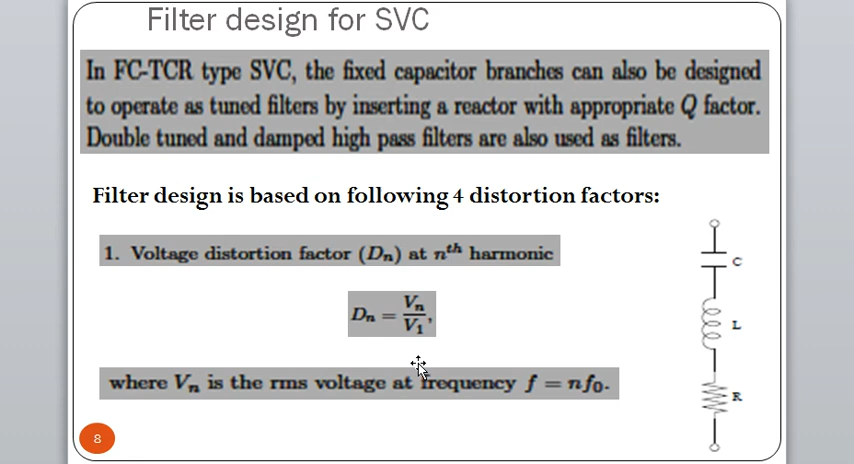 Filter design for SVC
In FC-TCR type SVC, the fixed capacitor branches can also be designed
to operate as tuned filters by inserting a reactor with appropriate Q factor.
Double tuned and damped high pass filters are also used as filters.
Filter design is based on following 4 distortion factors:
1. Voltage distortion factor (Dₙ) at nᵗʰ harmonic
Dₙ = Vₙ/V₁,
where Vₙ is the rms voltage at frequency f = nf₀.
C
L
R
8